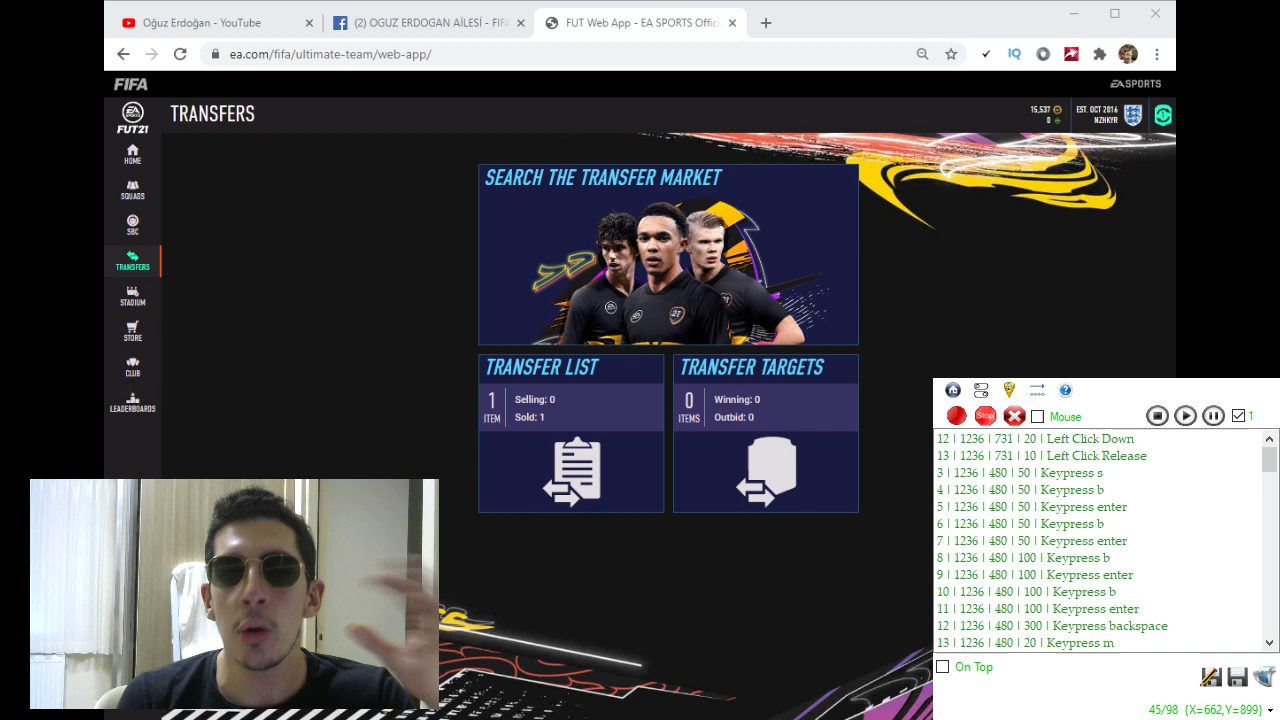 Oğuz Erdoğan - YouTube
(2) OGUZ ERDOGAN AİLESİ - FIFA
FUT Web App - EA SPORTS Offici
ea.com/fifa/ultimate-team/web-app/
IQ
FIFA
EA SPORTS
EA SPORTS
FUT21
TRANSFERS
15,537
0
EST. OCT 2016
NZHKYR
HOME
SQUADS
SBC
TRANSFERS
STADIUM
STORE
CLUB
LEADERBOARDS
SEARCH THE TRANSFER MARKET
TRANSFER LIST
1
ITEM
Selling: 0
Sold: 1
TRANSFER TARGETS
0
ITEMS
Winning: 0
Outbid: 0
Stop
Mouse
1
12 | 1236 | 731 | 20 | Left Click Down
13 | 1236 | 731 | 10 | Left Click Release
3 | 1236 | 480 | 50 | Keypress s
4 | 1236 | 480 | 50 | Keypress b
5 | 1236 | 480 | 50 | Keypress enter
6 | 1236 | 480 | 50 | Keypress b
7 | 1236 | 480 | 50 | Keypress enter
8 | 1236 | 480 | 100 | Keypress b
9 | 1236 | 480 | 100 | Keypress enter
10 | 1236 | 480 | 100 | Keypress b
11 | 1236 | 480 | 100 | Keypress enter
12 | 1236 | 480 | 300 | Keypress backspace
13 | 1236 | 480 | 20 | Keypress m
On Top
45/98 {X=662,Y=899}